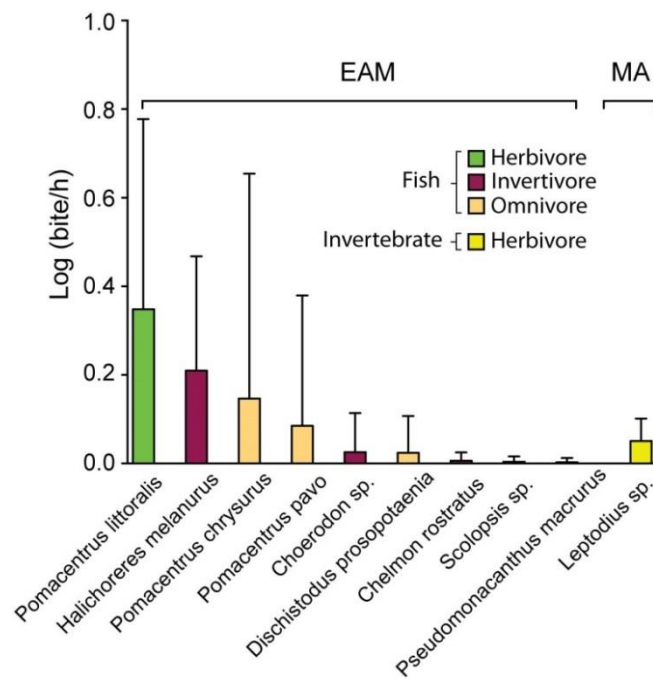 1.0
0.8
0.6
0.4
0.2
0.0
Log (bite/h)
EAM
MA
Fish
Herbivore
Invertivore
Omnivore
Invertebrate
Herbivore
Pomacentrus littoralis
Halichoreres melanurus
Pomacentrus chrysurus
Pomacentrus pavo
Choerodon sp.
Dischistodus prosopotaenia
Chelmon rostratus
Scolopsis sp.
Pseudomonacanthus macrurus
Leptodius sp.